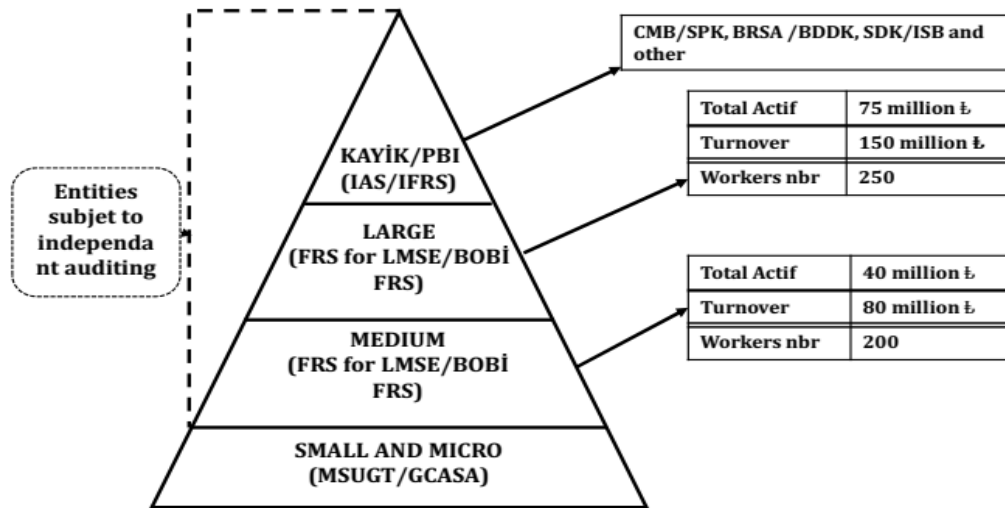 CMB/SPK, BRSA /BDDK, SDK/ISB and
other
Total Actif 75 million ₺
Turnover 150 million ₺
Workers nbr 250
KAYİK/PBI
(IAS/IFRS)
Entities
subjet to
independa
nt auditing
LARGE
(FRS for LMSE/BOBİ
FRS)
Total Actif 40 million ₺
Turnover 80 million ₺
Workers nbr 200
MEDIUM
(FRS for LMSE/BOBİ
FRS)
SMALL AND MICRO
(MSUGT/GCASA)